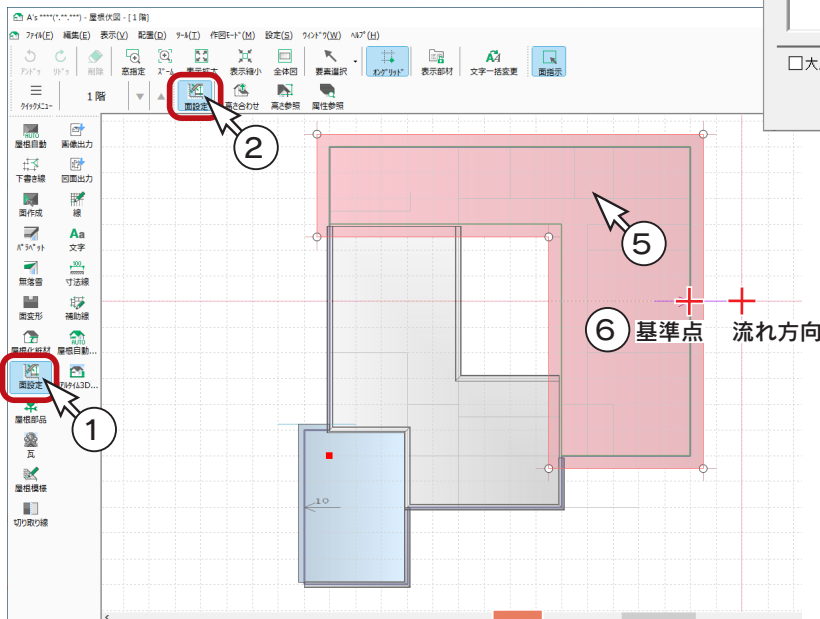 A's ****(*.**.***) - 屋根伏図 - [1 階]
ファイル(F) 編集(E) 表示(V) 配置(D) ツール(T) 作図モード(M) 設定(S) ウィンドウ(W) ヘルプ(H)
アンドゥ リドゥ 削除 窓指定 ズーム 表示拡大 表示縮小 全体図 要素選択 オングリッド 表示部材 文字一括変更 面指示
クイックメニュー 1 階 面設定 高さ合わせ 高さ参照 属性参照
②
屋根自動 画像出力
下書き線 図面出力
面作成 線
パラペット 文字
無落雪 寸法線
面変形 補助線
屋根化粧材 屋根自動...
面設定 リアルタイム3D...
①
屋根部品
瓦
屋根模様
切り取り線
⑤
⑥ 基準点 流れ方向
10